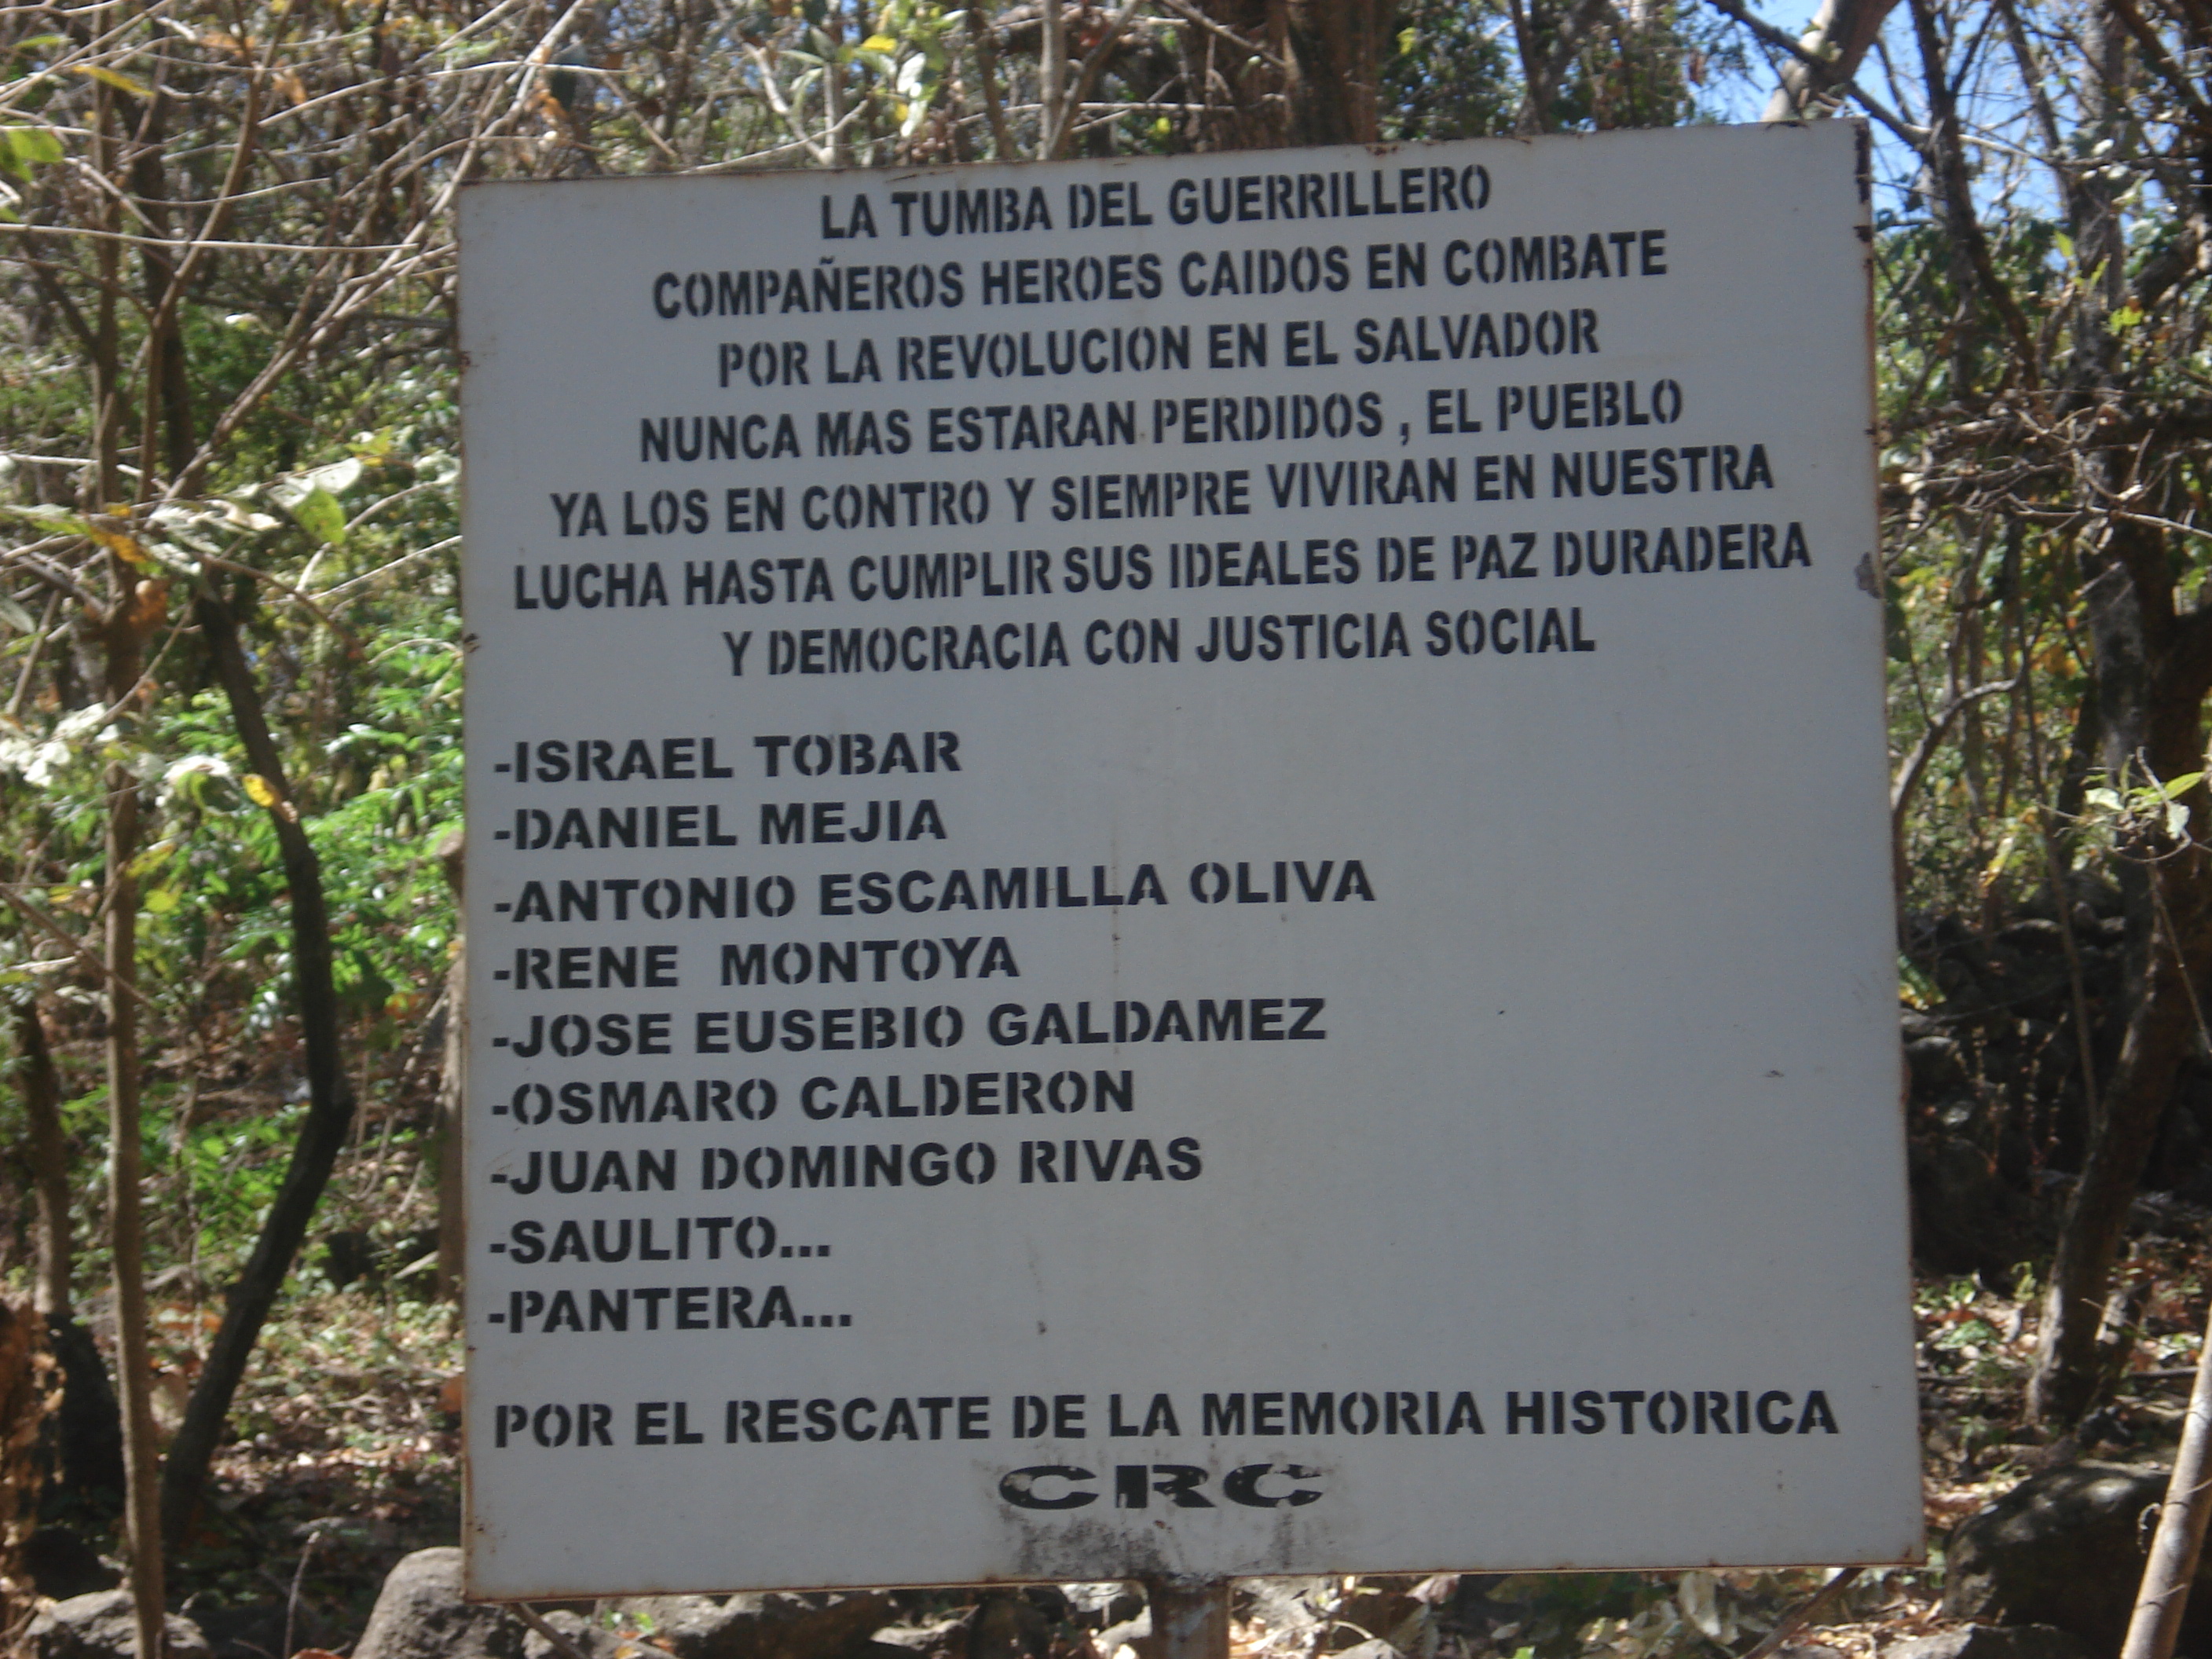 LA TUMBA DEL GUERRILLERO
COMPAÑEROS HEROES CAIDOS EN COMBATE
POR LA REVOLUCION EN EL SALVADOR
NUNCA MAS ESTARAN PERDIDOS , EL PUEBLO
YA LOS EN CONTRO Y SIEMPRE VIVIRAN EN NUESTRA
LUCHA HASTA CUMPLIR SUS IDEALES DE PAZ DURADERA
Y DEMOCRACIA CON JUSTICIA SOCIAL
-ISRAEL TOBAR
-DANIEL MEJIA
-ANTONIO ESCAMILLA OLIVA
-RENE MONTOYA
-JOSE EUSEBIO GALDAMEZ
-OSMARO CALDERON
-JUAN DOMINGO RIVAS
-SAULITO...
-PANTERA...
POR EL RESCATE DE LA MEMORIA HISTORICA
CRC